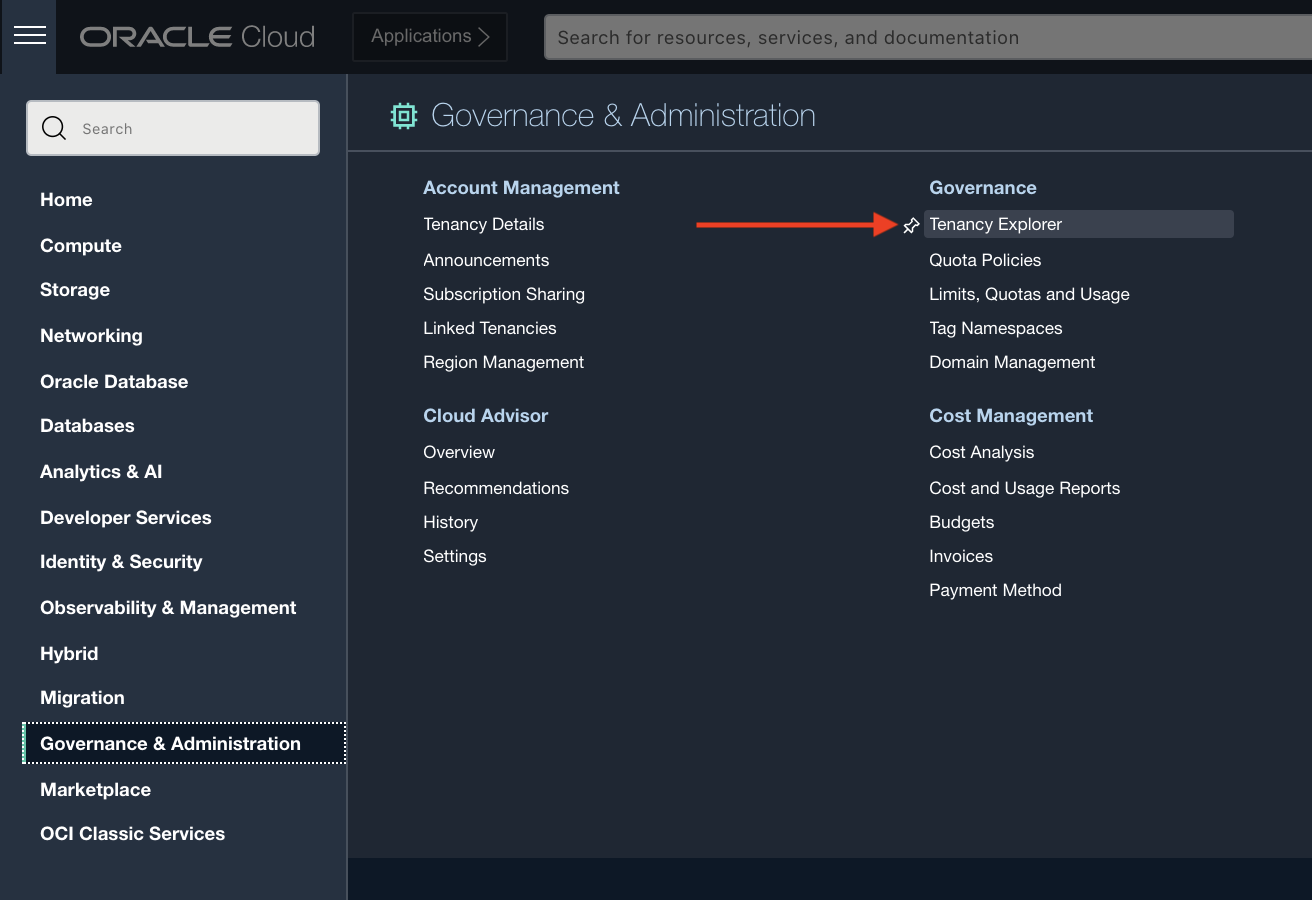 ORACLE Cloud
Applications
Search for resources, services, and documentation
Search
Home
Compute
Storage
Networking
Oracle Database
Databases
Analytics & AI
Developer Services
Identity & Security
Observability & Management
Hybrid
Migration
Governance & Administration
Marketplace
OCI Classic Services
Governance & Administration
Account Management
Tenancy Details
Announcements
Subscription Sharing
Linked Tenancies
Region Management
Cloud Advisor
Overview
Recommendations
History
Settings
Governance
Tenancy Explorer
Quota Policies
Limits, Quotas and Usage
Tag Namespaces
Domain Management
Cost Management
Cost Analysis
Cost and Usage Reports
Budgets
Invoices
Payment Method